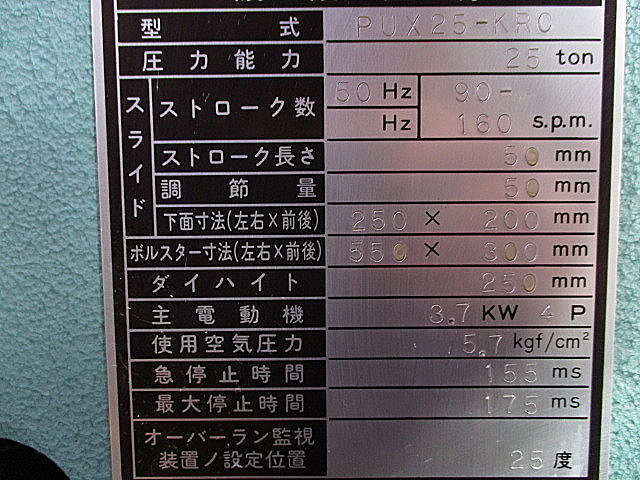 型式 PUX25-KRC
圧力能力 25 ton
スライド
ストローク数 50 Hz 90-
Hz 160 s.p.m.
ストローク長さ 50 mm
調節量 50 mm
下面寸法(左右×前後) 250 × 200 mm
ボルスター寸法(左右×前後) 550 × 300 mm
ダイハイト 250 mm
主電動機 3.7 KW 4 P
使用空気圧力 5.7 kgf/cm²
急停止時間 155 ms
最大停止時間 175 ms
オーバーラン監視
装置ノ設定位置 25 度